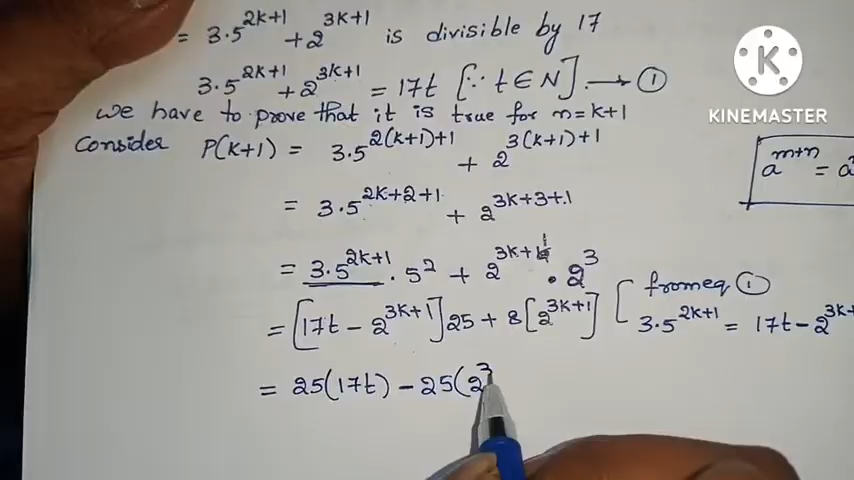 = 3·5^{2k+1} + 2^{3k+1} is divisible by 17
3·5^{2k+1} + 2^{3k+1} = 17t [∵ t ∈ N] → ①
we have to prove that it is true for n=k+1
Consider P(k+1) = 3·5^{2(k+1)+1} + 2^{3(k+1)+1}
= 3·5^{2k+2+1} + 2^{3k+3+1}
a^{m+n} = a
= 3·5^{2k+1} · 5^2 + 2^{3k+1} · 2^3
= [17t - 2^{3k+1}] 25 + 8 [2^{3k+1}] [from eq ①
3·5^{2k+1} = 17t - 2^{3k+
= 25(17t) - 25(2^3
KINEMASTER